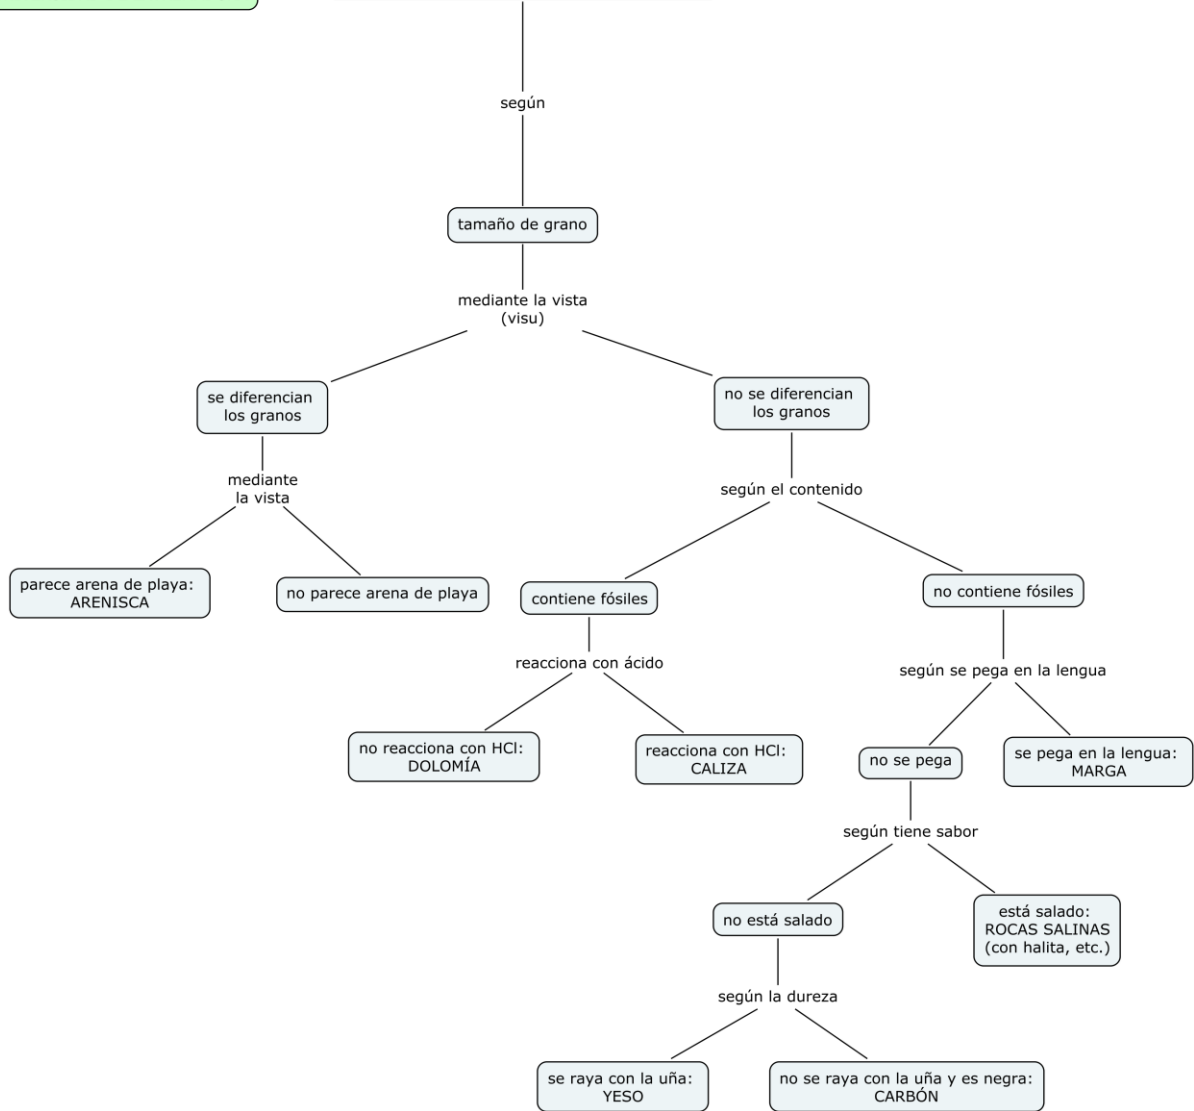 según
tamaño de grano
mediante la vista
(visu)
se diferencian
los granos
no se diferencian
los granos
mediante
la vista
según el contenido
parece arena de playa:
ARENISCA
no parece arena de playa
contiene fósiles
no contiene fósiles
reacciona con ácido
según se pega en la lengua
no reacciona con HCl:
DOLOMÍA
reacciona con HCl:
CALIZA
no se pega
se pega en la lengua:
MARGA
según tiene sabor
no está salado
está salado:
ROCAS SALINAS
(con halita, etc.)
según la dureza
se raya con la uña:
YESO
no se raya con la uña y es negra:
CARBÓN